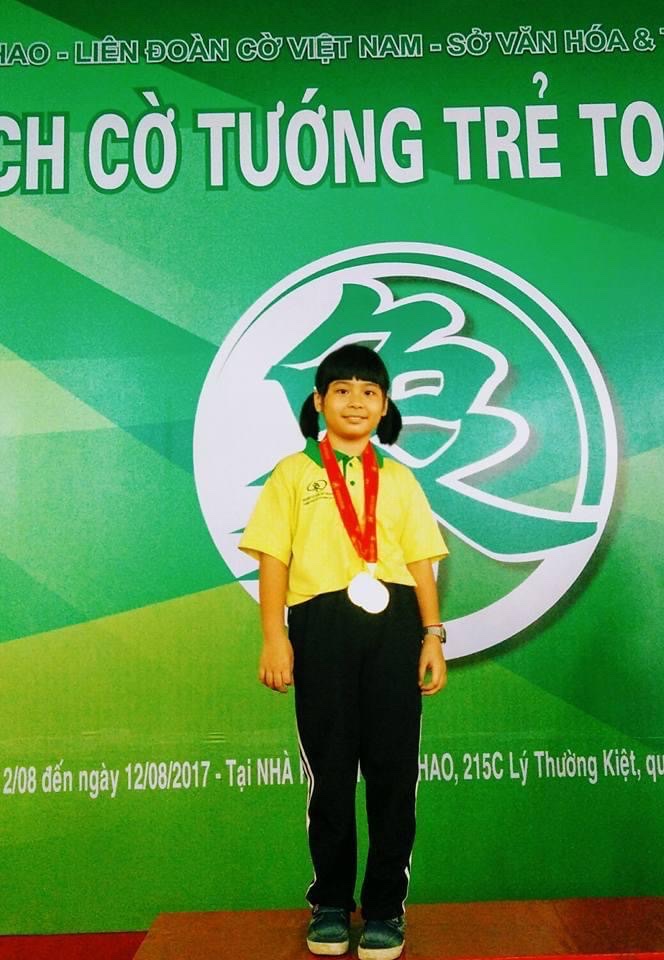 HAO - LIÊN ĐOÀN CỜ VIỆT NAM - SỞ VĂN HÓA & T
CH CỜ TƯỚNG TRẺ TO
象
2/08 đến ngày 12/08/2017 - Tại NHÀ HAO, 215C Lý Thường Kiệt, qu